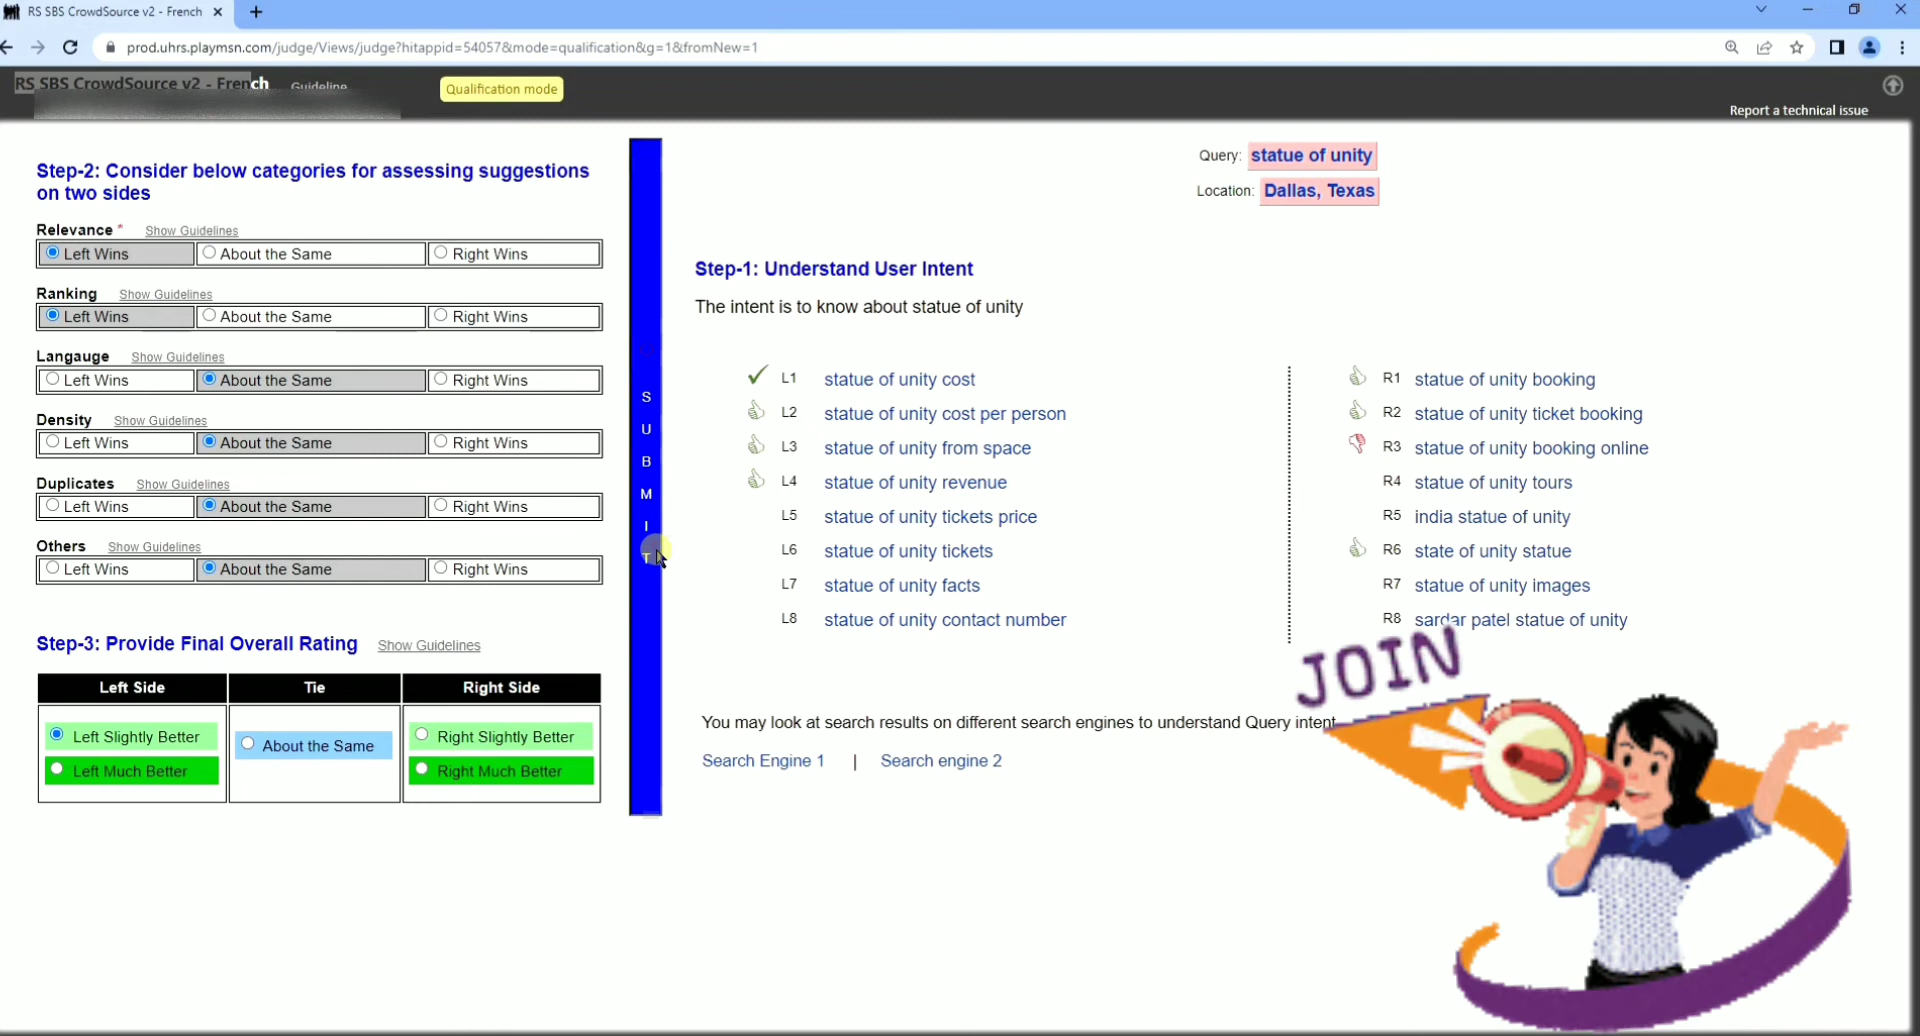 RS SBS CrowdSource v2 - French
prod.uhrs.playmsn.com/judge/Views/judge?hitappid=54057&mode=qualification&g=1&fromNew=1
RS SBS CrowdSource v2 - French Guideline Qualification mode
Report a technical issue
Step-2: Consider below categories for assessing suggestions
on two sides
Relevance * Show Guidelines
Left Wins About the Same Right Wins
Ranking Show Guidelines
Left Wins About the Same Right Wins
Langauge Show Guidelines
Left Wins About the Same Right Wins
Density Show Guidelines
Left Wins About the Same Right Wins
Duplicates Show Guidelines
Left Wins About the Same Right Wins
Others Show Guidelines
Left Wins About the Same Right Wins
Step-3: Provide Final Overall Rating Show Guidelines
Left Side Tie Right Side
Left Slightly Better About the Same Right Slightly Better
Left Much Better Right Much Better
S
U
B
M
I
T
Query: statue of unity
Location: Dallas, Texas
Step-1: Understand User Intent
The intent is to know about statue of unity
L1 statue of unity cost
L2 statue of unity cost per person
L3 statue of unity from space
L4 statue of unity revenue
L5 statue of unity tickets price
L6 statue of unity tickets
L7 statue of unity facts
L8 statue of unity contact number
R1 statue of unity booking
R2 statue of unity ticket booking
R3 statue of unity booking online
R4 statue of unity tours
R5 india statue of unity
R6 state of unity statue
R7 statue of unity images
R8 sardar patel statue of unity
You may look at search results on different search engines to understand Query intent
Search Engine 1 | Search engine 2
JOIN